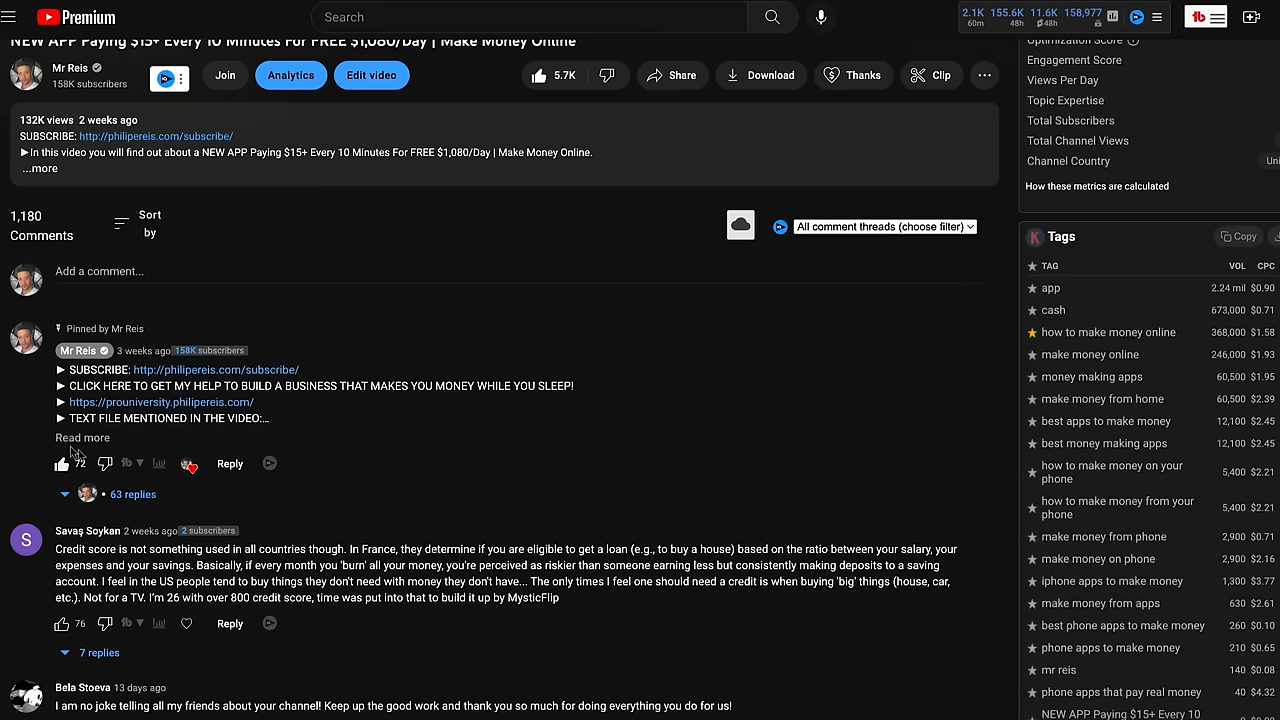 Premium
Search
2.1K 155.6K 11.6K 158,977
60m 48h 48h
tb
NEW APP Paying $15+ Every 10 Minutes For FREE $1,080/Day | Make Money Online
Mr Reis
158K subscribers
Join
Analytics
Edit video
5.7K
Share
Download
Thanks
Clip
132K views 2 weeks ago
SUBSCRIBE: http://philipereis.com/subscribe/
►In this video you will find out about a NEW APP Paying $15+ Every 10 Minutes For FREE $1,080/Day | Make Money Online.
...more
1,180
Comments
Sort
by
All comment threads (choose filter)
Add a comment...
Pinned by Mr Reis
Mr Reis 3 weeks ago 158K subscribers
► SUBSCRIBE: http://philipereis.com/subscribe/
► CLICK HERE TO GET MY HELP TO BUILD A BUSINESS THAT MAKES YOU MONEY WHILE YOU SLEEP!
► https://prouniversity.philipereis.com/
► TEXT FILE MENTIONED IN THE VIDEO:...
Read more
72
tb
Reply
• 63 replies
S
Savaş Soykan 2 weeks ago 2 subscribers
Credit score is not something used in all countries though. In France, they determine if you are eligible to get a loan (e.g., to buy a house) based on the ratio between your salary, your
expenses and your savings. Basically, if every month you 'burn' all your money, you're perceived as riskier than someone earning less but consistently making deposits to a saving
account. I feel in the US people tend to buy things they don't need with money they don't have... The only times I feel one should need a credit is when buying 'big' things (house, car,
etc.). Not for a TV. I'm 26 with over 800 credit score, time was put into that to build it up by MysticFlip
76
tb
Reply
7 replies
Bela Stoeva 13 days ago
I am no joke telling all my friends about your channel! Keep up the good work and thank you so much for doing everything you do for us!
Optimization Score
Engagement Score
Views Per Day
Topic Expertise
Total Subscribers
Total Channel Views
Channel Country Uni
How these metrics are calculated
K Tags
Copy
TAG VOL CPC
app 2.24 mil $0.90
cash 673,000 $0.71
how to make money online 368,000 $1.58
make money online 246,000 $1.93
money making apps 60,500 $1.95
make money from home 60,500 $2.39
best apps to make money 12,100 $2.45
best money making apps 12,100 $2.45
how to make money on your
phone 5,400 $2.21
how to make money from your
phone 5,400 $2.21
make money from phone 2,900 $0.71
make money on phone 2,900 $2.16
iphone apps to make money 1,300 $3.77
make money from apps 630 $2.61
best phone apps to make money 260 $0.10
phone apps to make money 210 $0.65
mr reis 140 $0.08
phone apps that pay real money 40 $4.32
NEW APP Paying $15+ Every 10